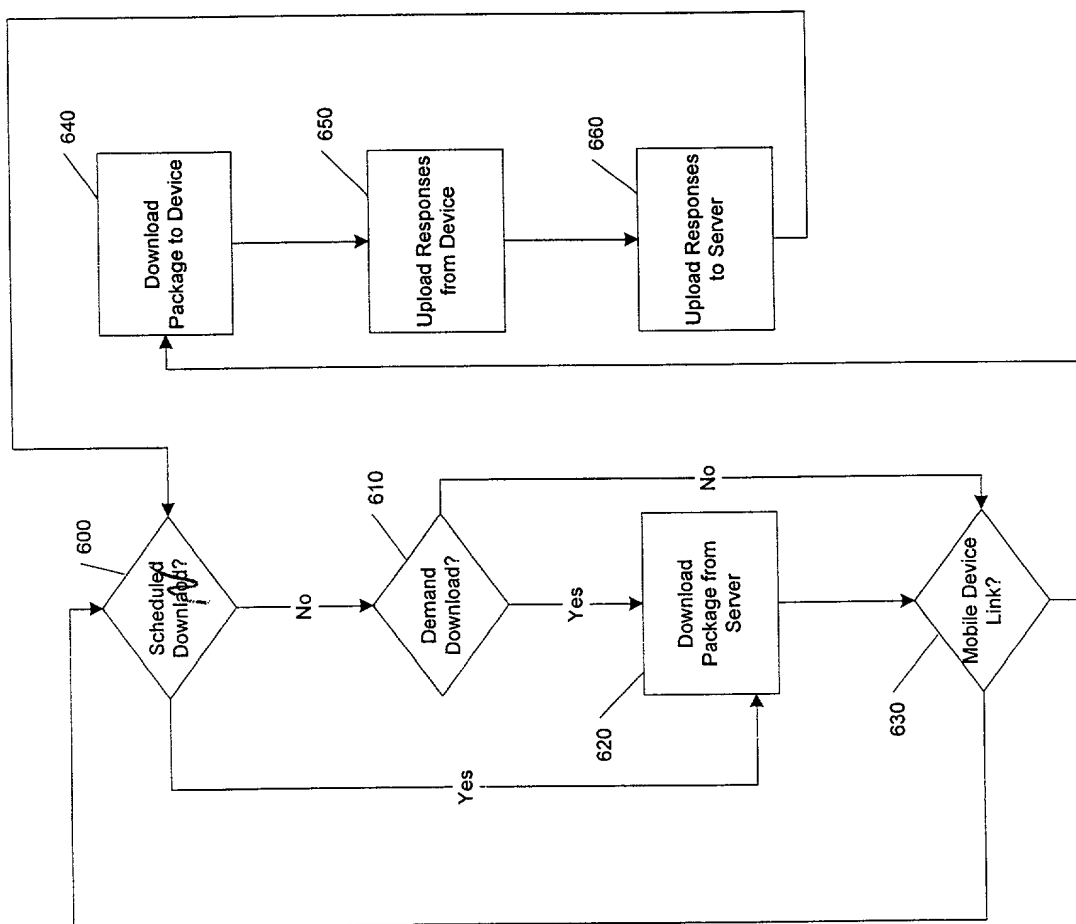 600
Scheduled
Downlaod?
No
610
Demand
Download?
Yes
No
Yes
620
Download
Package from
Server
630
Mobile Device
Link?
640
Download
Package to Device
650
Upload Responses
from Device
660
Upload Responses
to Server